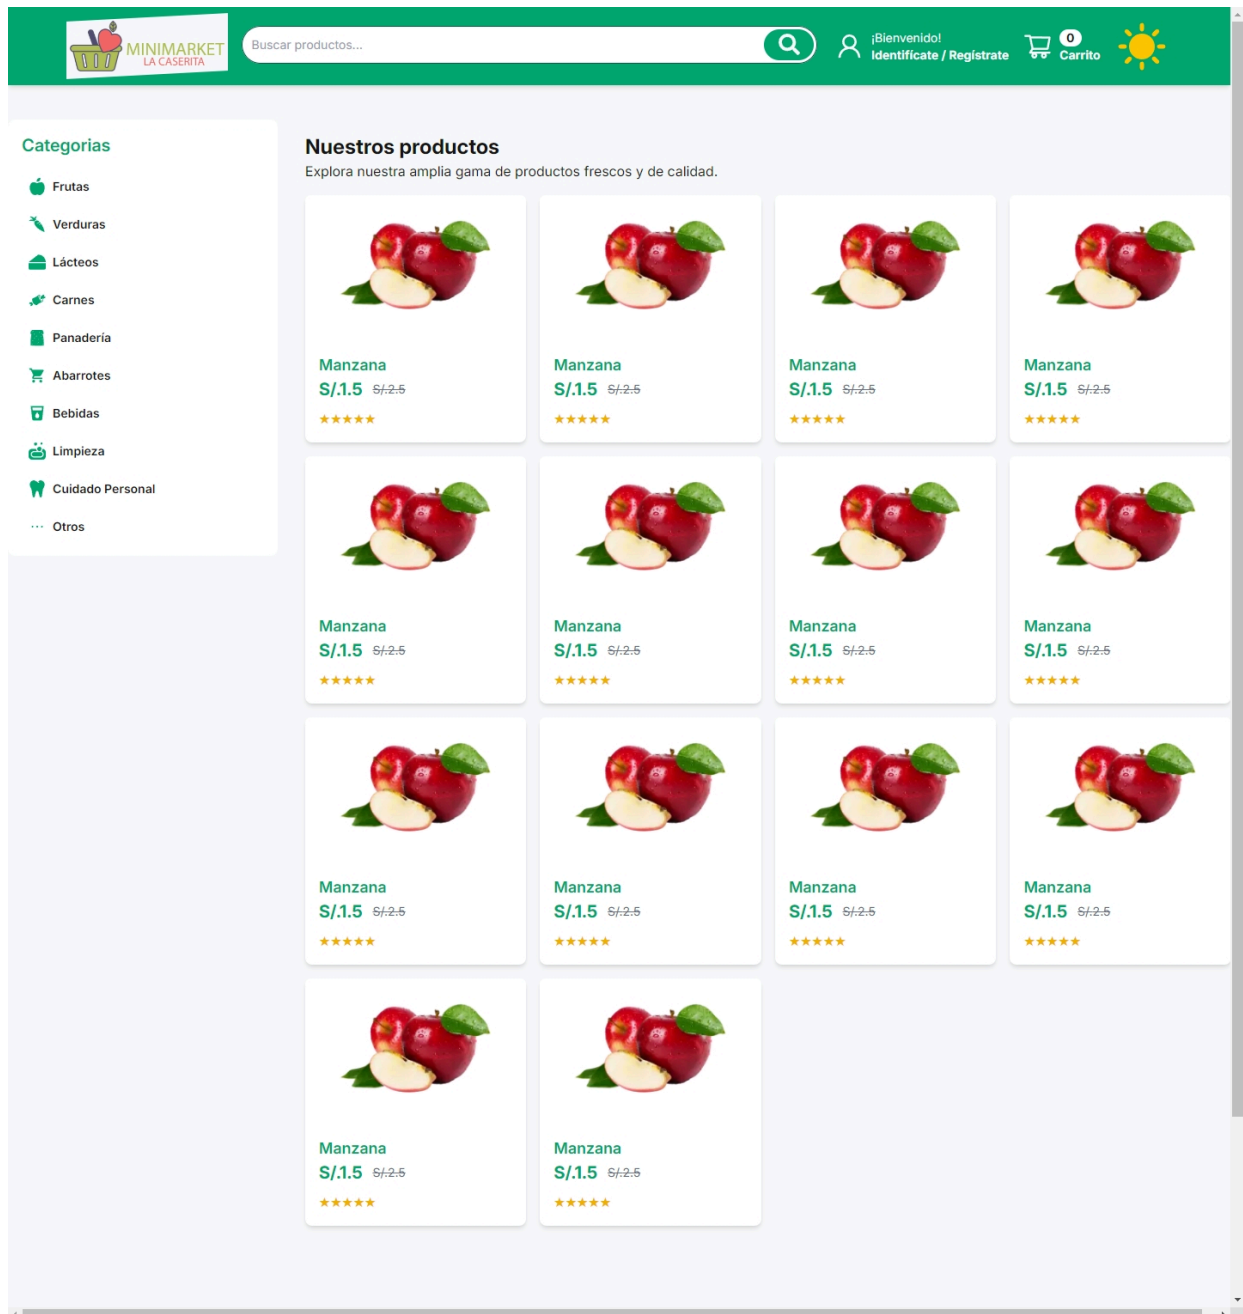 MINIMARKET
LA CASERITA
Buscar productos...
¡Bienvenido!
Identifícate / Regístrate
0
Carrito
Categorias
Frutas
Verduras
Lácteos
Carnes
Panadería
Abarrotes
Bebidas
Limpieza
Cuidado Personal
Otros
Nuestros productos
Explora nuestra amplia gama de productos frescos y de calidad.
Manzana Manzana Manzana Manzana
S/.1.5 S/.2.5 S/.1.5 S/.2.5 S/.1.5 S/.2.5 S/.1.5 S/.2.5
★★★★★ ★★★★★ ★★★★★ ★★★★★
Manzana Manzana Manzana Manzana
S/.1.5 S/.2.5 S/.1.5 S/.2.5 S/.1.5 S/.2.5 S/.1.5 S/.2.5
★★★★★ ★★★★★ ★★★★★ ★★★★★
Manzana Manzana Manzana Manzana
S/.1.5 S/.2.5 S/.1.5 S/.2.5 S/.1.5 S/.2.5 S/.1.5 S/.2.5
★★★★★ ★★★★★ ★★★★★ ★★★★★
Manzana Manzana
S/.1.5 S/.2.5 S/.1.5 S/.2.5
★★★★★ ★★★★★